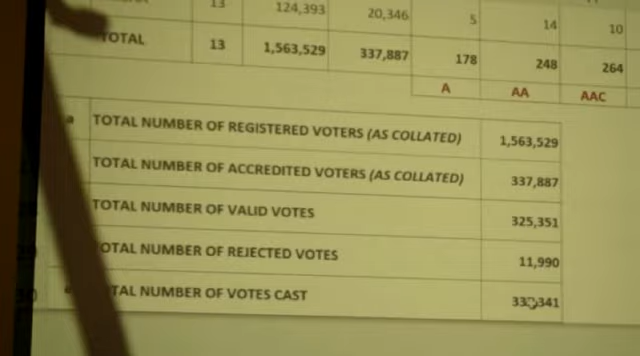 13 124,393 20,346 5 14 10
TOTAL 13 1,563,529 337,887 178 248 264
A AA AAC
a TOTAL NUMBER OF REGISTERED VOTERS (AS COLLATED) 1,563,529
TOTAL NUMBER OF ACCREDITED VOTERS (AS COLLATED) 337,887
TOTAL NUMBER OF VALID VOTES 325,351
OTAL NUMBER OF REJECTED VOTES 11,990
TAL NUMBER OF VOTES CAST